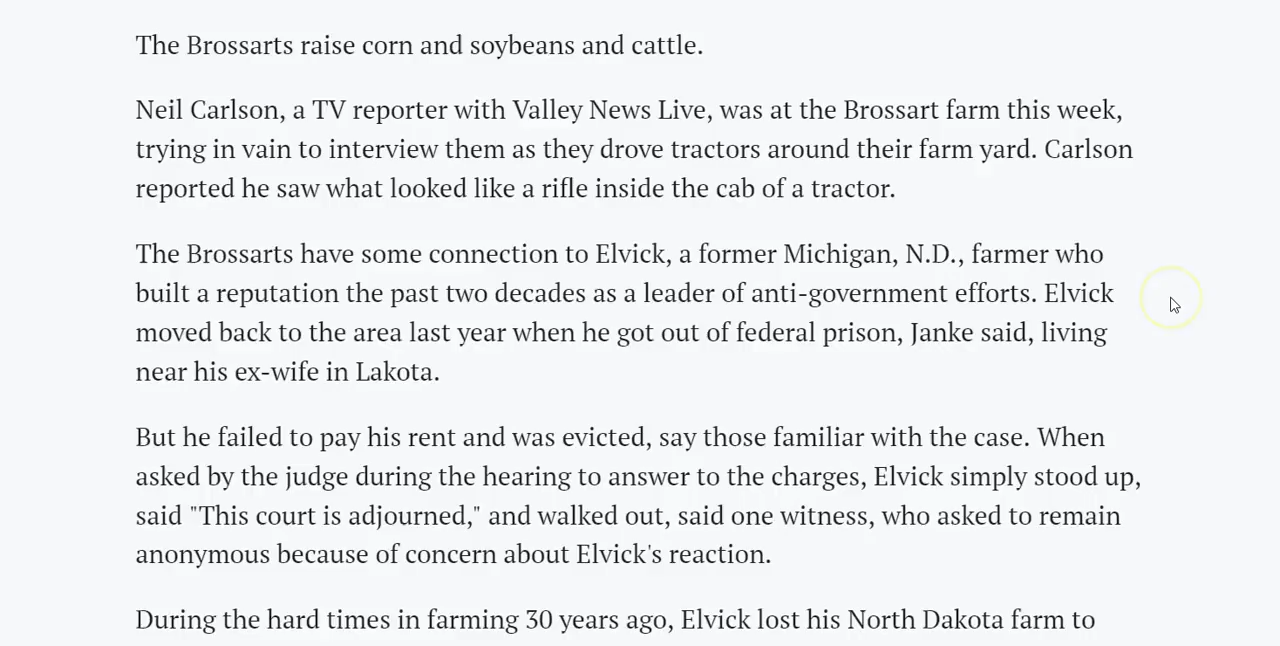 The Brossarts raise corn and soybeans and cattle.
Neil Carlson, a TV reporter with Valley News Live, was at the Brossart farm this week,
trying in vain to interview them as they drove tractors around their farm yard. Carlson
reported he saw what looked like a rifle inside the cab of a tractor.
The Brossarts have some connection to Elvick, a former Michigan, N.D., farmer who
built a reputation the past two decades as a leader of anti-government efforts. Elvick
moved back to the area last year when he got out of federal prison, Janke said, living
near his ex-wife in Lakota.
But he failed to pay his rent and was evicted, say those familiar with the case. When
asked by the judge during the hearing to answer to the charges, Elvick simply stood up,
said "This court is adjourned," and walked out, said one witness, who asked to remain
anonymous because of concern about Elvick's reaction.
During the hard times in farming 30 years ago, Elvick lost his North Dakota farm to